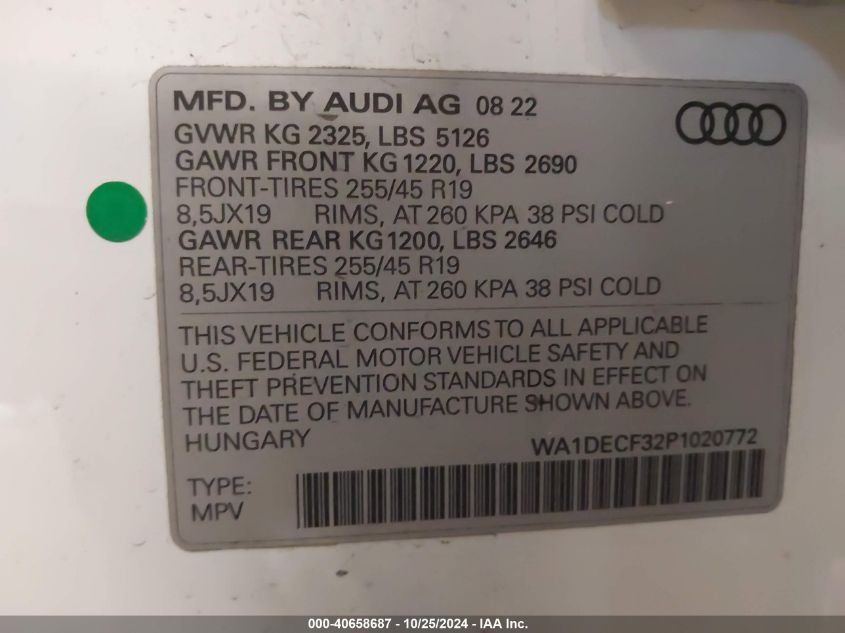 MFD. BY AUDI AG 08 22
GVWR KG 2325, LBS 5126
GAWR FRONT KG 1220, LBS 2690
FRONT-TIRES 255/45 R19
8,5JX19 RIMS, AT 260 KPA 38 PSI COLD
GAWR REAR KG 1200, LBS 2646
REAR-TIRES 255/45 R19
8,5JX19 RIMS, AT 260 KPA 38 PSI COLD
THIS VEHICLE CONFORMS TO ALL APPLICABLE
U.S. FEDERAL MOTOR VEHICLE SAFETY AND
THEFT PREVENTION STANDARDS IN EFFECT ON
THE DATE OF MANUFACTURE SHOWN ABOVE.
HUNGARY WA1DECF32P1020772
TYPE:
MPV
000-40658687 - 10/25/2024 - IAA Inc.